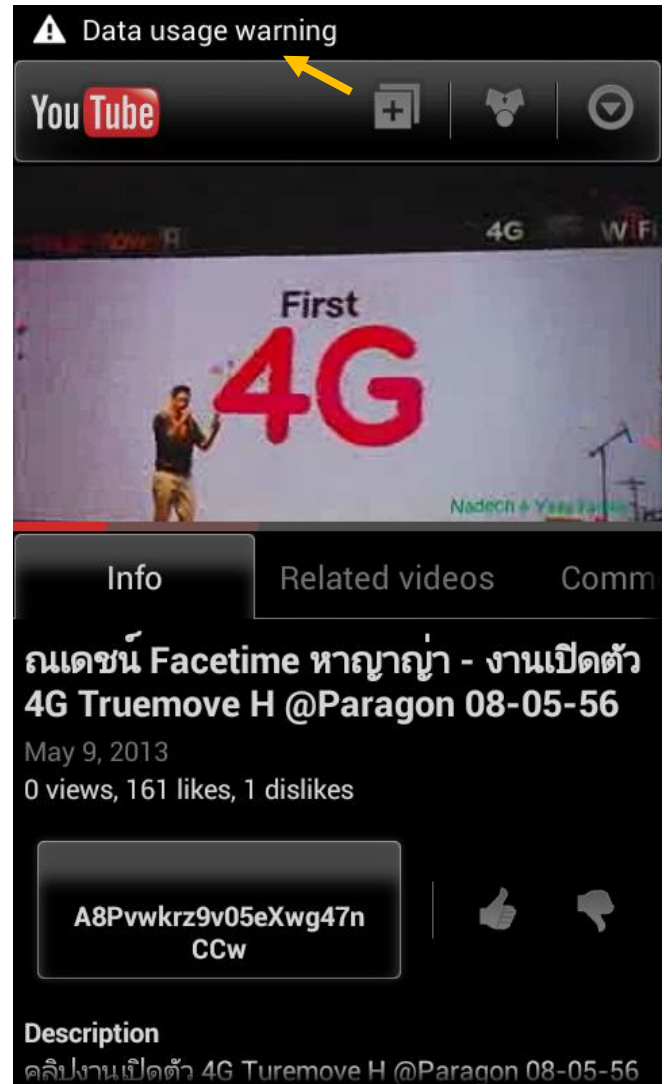 Data usage warning
YouTube
4G WiFi
First
4G
Nadech &
Info Related videos Comm
ณเดชน์ Facetime หาญาญ่า - งานเปิดตัว
4G Truemove H @Paragon 08-05-56
May 9, 2013
0 views, 161 likes, 1 dislikes
A8Pvwkrz9v05eXwg47n
CCw
Description
คลิปงานเปิดตัว 4G Turemove H @Paragon 08-05-56